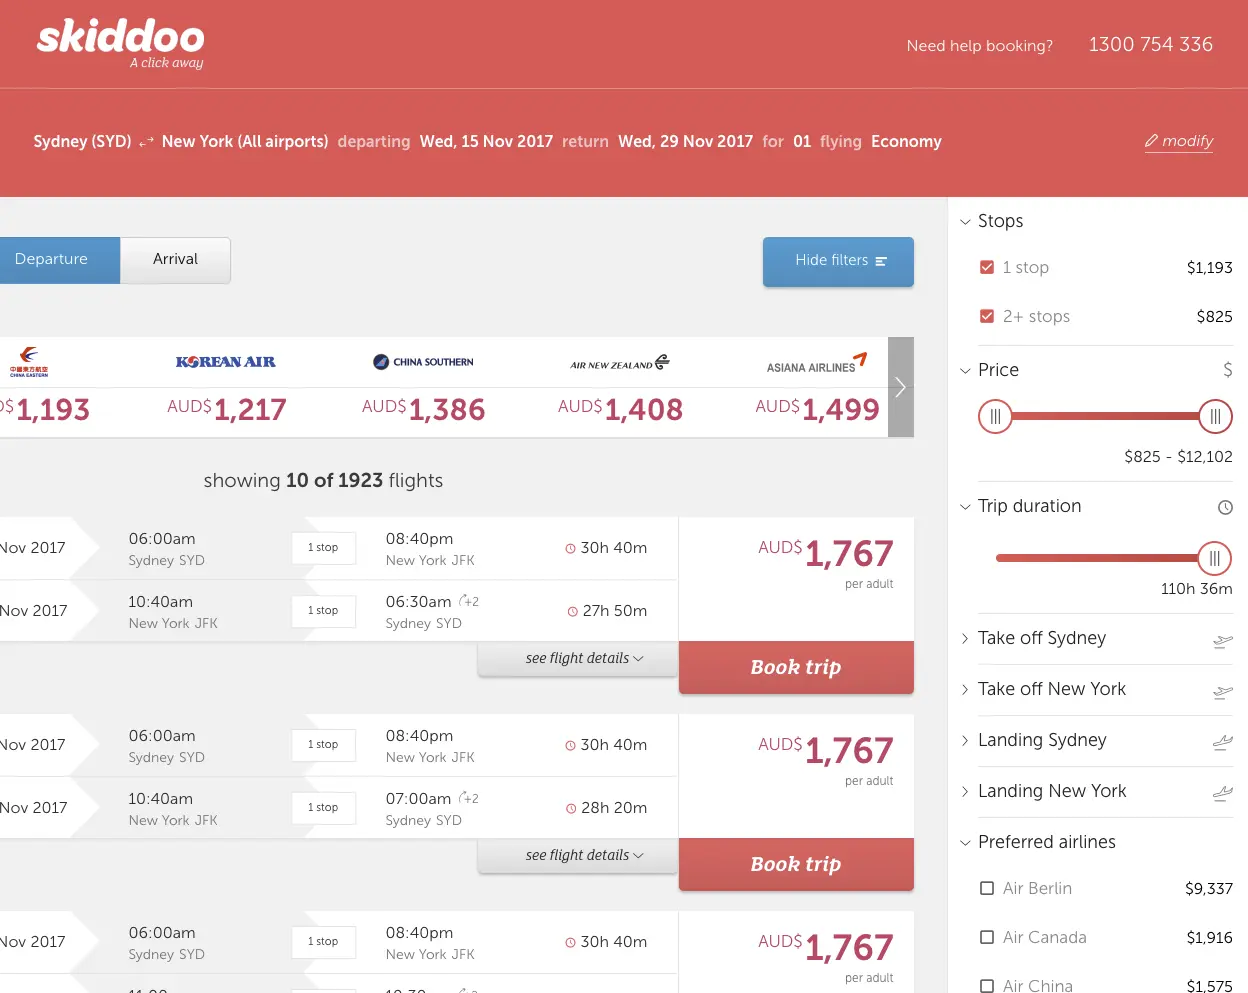 skiddoo
A click away
Need help booking? 1300 754 336
Sydney (SYD) New York (All airports) departing Wed, 15 Nov 2017 return Wed, 29 Nov 2017 for 01 flying Economy modify
Departure Arrival Hide filters
中國東方航空
CHINA EASTERN
KOREAN AIR
CHINA SOUTHERN
AIR NEW ZEALAND
ASIANA AIRLINES
$1,193 AUD$1,217 AUD$1,386 AUD$1,408 AUD$1,499
showing 10 of 1923 flights
Nov 2017 06:00am 1 stop 08:40pm 30h 40m
Sydney SYD New York JFK
AUD$1,767
per adult
Nov 2017 10:40am 1 stop 06:30am +2 27h 50m
New York JFK Sydney SYD
see flight details Book trip
Nov 2017 06:00am 1 stop 08:40pm 30h 40m
Sydney SYD New York JFK
AUD$1,767
per adult
Nov 2017 10:40am 1 stop 07:00am +2 28h 20m
New York JFK Sydney SYD
see flight details Book trip
Nov 2017 06:00am 1 stop 08:40pm 30h 40m
Sydney SYD New York JFK
AUD$1,767
per adult
Stops
1 stop $1,193
2+ stops $825
Price $
$825 - $12,102
Trip duration
110h 36m
Take off Sydney
Take off New York
Landing Sydney
Landing New York
Preferred airlines
Air Berlin $9,337
Air Canada $1,916
Air China $1,575